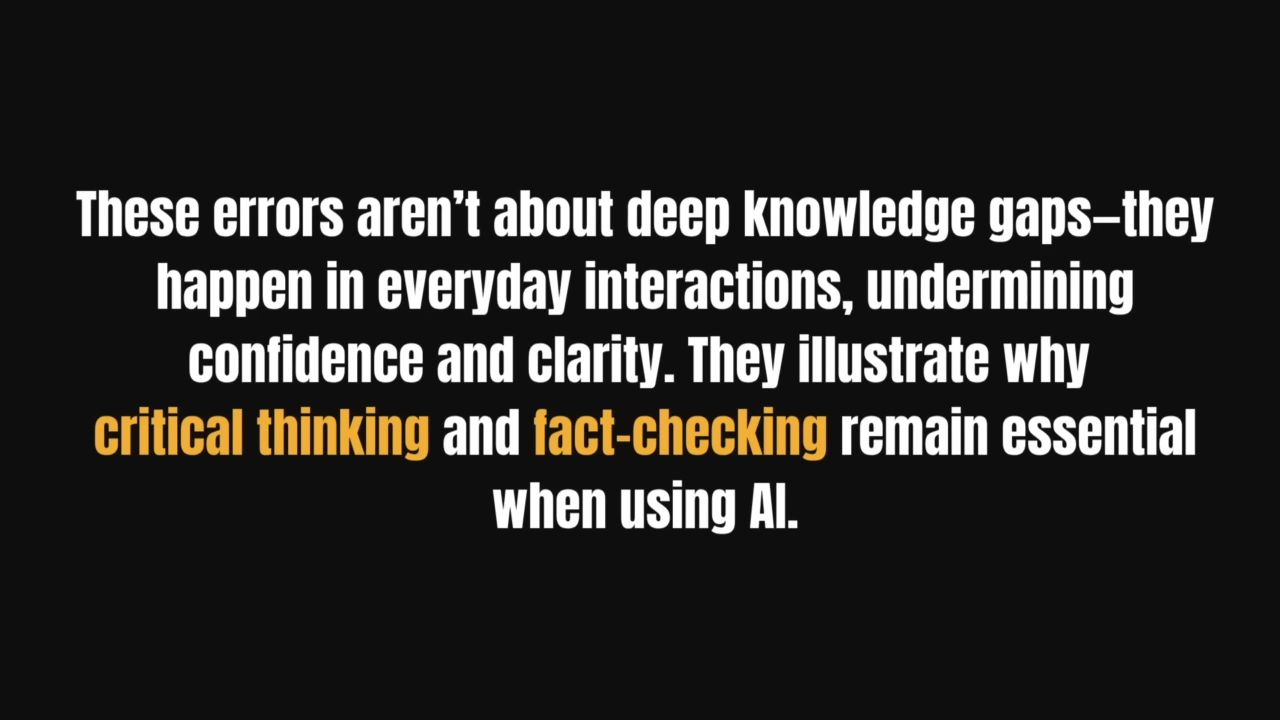 These errors aren’t about deep knowledge gaps—they
happen in everyday interactions, undermining
confidence and clarity. They illustrate why
critical thinking and fact-checking remain essential
when using AI.